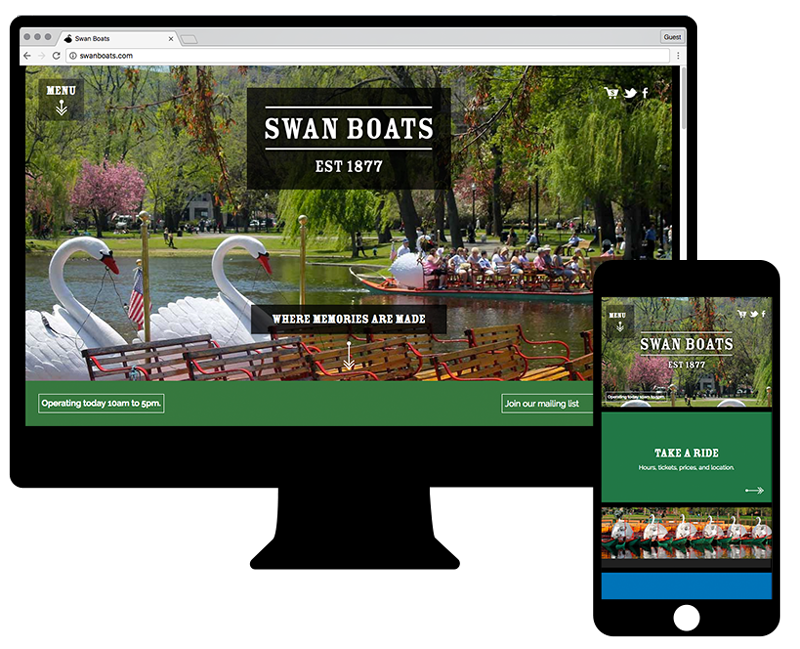 Swan Boats
Guest
swanboats.com
MENU
SWAN BOATS
EST 1877
WHERE MEMORIES ARE MADE
Operating today 10am to 5pm.
Join our mailing list
MENU
SWAN BOATS
EST 1877
Operating today 10am to 5pm.
TAKE A RIDE
Hours, tickets, prices, and location.